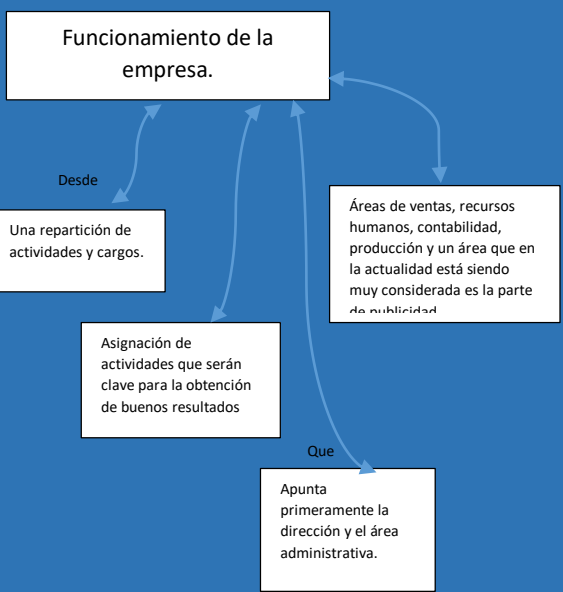 Funcionamiento de la
empresa.
Desde
Una repartición de
actividades y cargos.
Áreas de ventas, recursos
humanos, contabilidad,
producción y un área que en
la actualidad está siendo
muy considerada es la parte
de publicidad
Asignación de
actividades que serán
clave para la obtención
de buenos resultados
Que
Apunta
primeramente la
dirección y el área
administrativa.